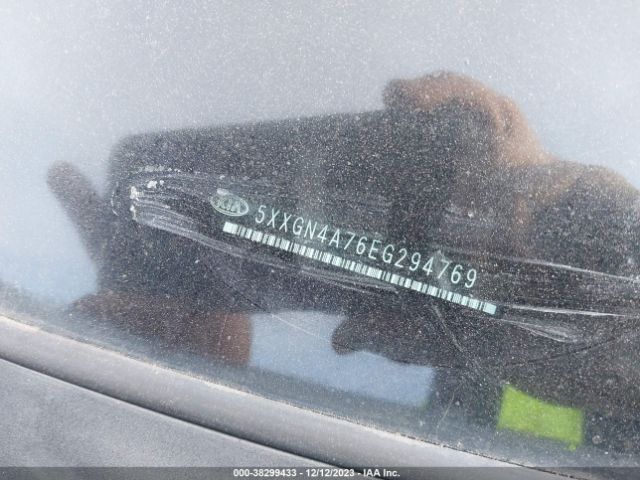 KIA
5XXGN4A76EG294769
000-38299433 - 12/12/2023 - IAA Inc.